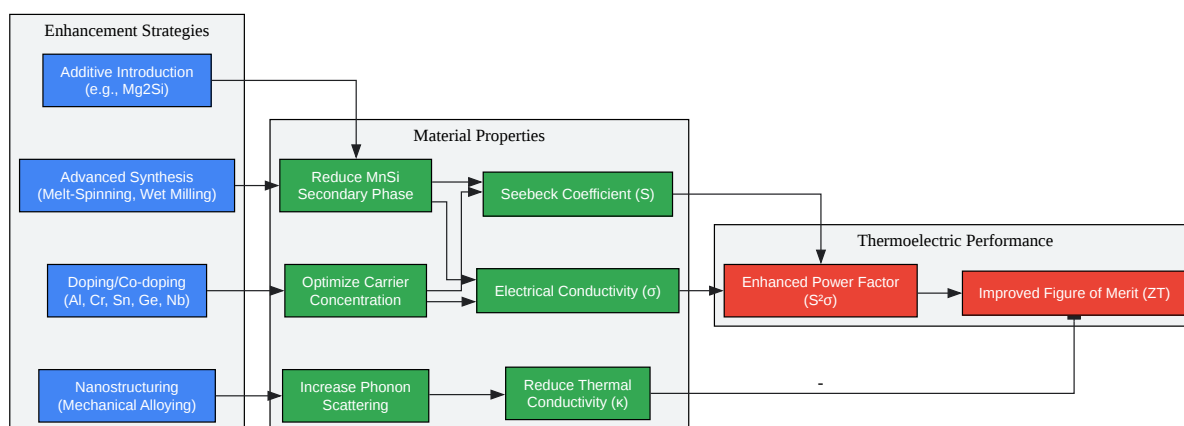 Enhancement Strategies
Additive Introduction
(e.g., Mg2Si)
Advanced Synthesis
(Melt-Spinning, Wet Milling)
Doping/Co-doping
(Al, Cr, Sn, Ge, Nb)
Nanostructuring
(Mechanical Alloying)
Material Properties
Reduce MnSi
Secondary Phase
Seebeck Coefficient (S)
Optimize Carrier
Concentration
Electrical Conductivity (σ)
Increase Phonon
Scattering
Reduce Thermal
Conductivity (κ)
Thermoelectric Performance
Enhanced Power Factor
(S²σ)
Improved Figure of Merit (ZT)
-